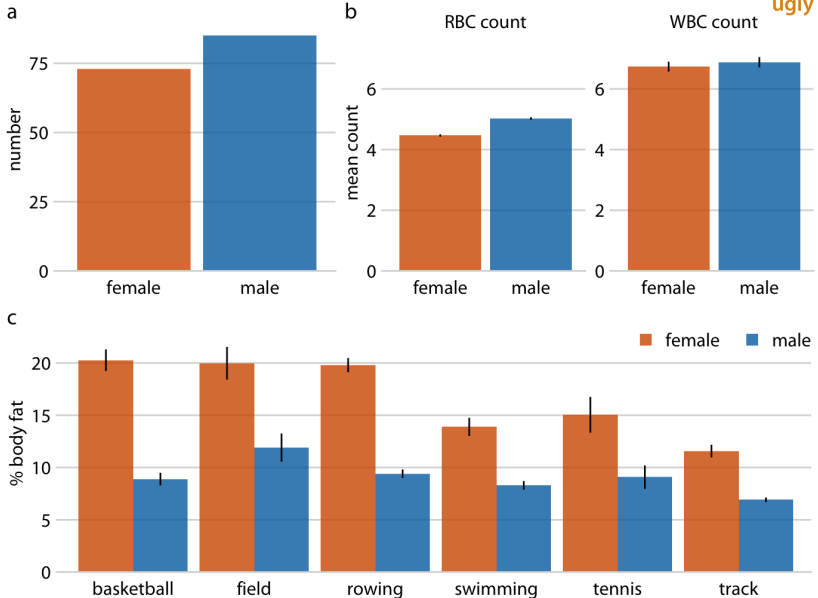 a
b
ugly
RBC count
WBC count
number
75
50
25
0
female
male
mean count
6
4
2
0
female
male
6
4
2
0
female
male
c
female
male
% body fat
20
15
10
5
0
basketball
field
rowing
swimming
tennis
track